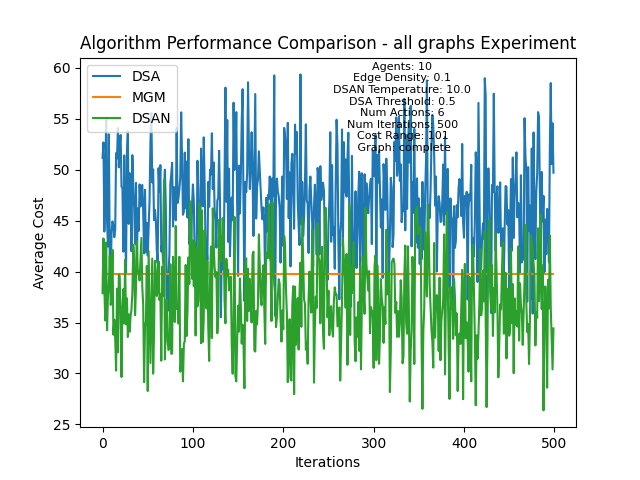 Algorithm Performance Comparison - all graphs Experiment
DSA
MGM
DSAN
Agents: 10
Edge Density: 0.1
DSAN Temperature: 10.0
DSA Threshold: 0.5
Num Actions: 6
Num Iterations: 500
Cost Range: 101
Graph: complete
Average Cost
60
55
50
45
40
35
30
25
0
100
200
300
400
500
Iterations